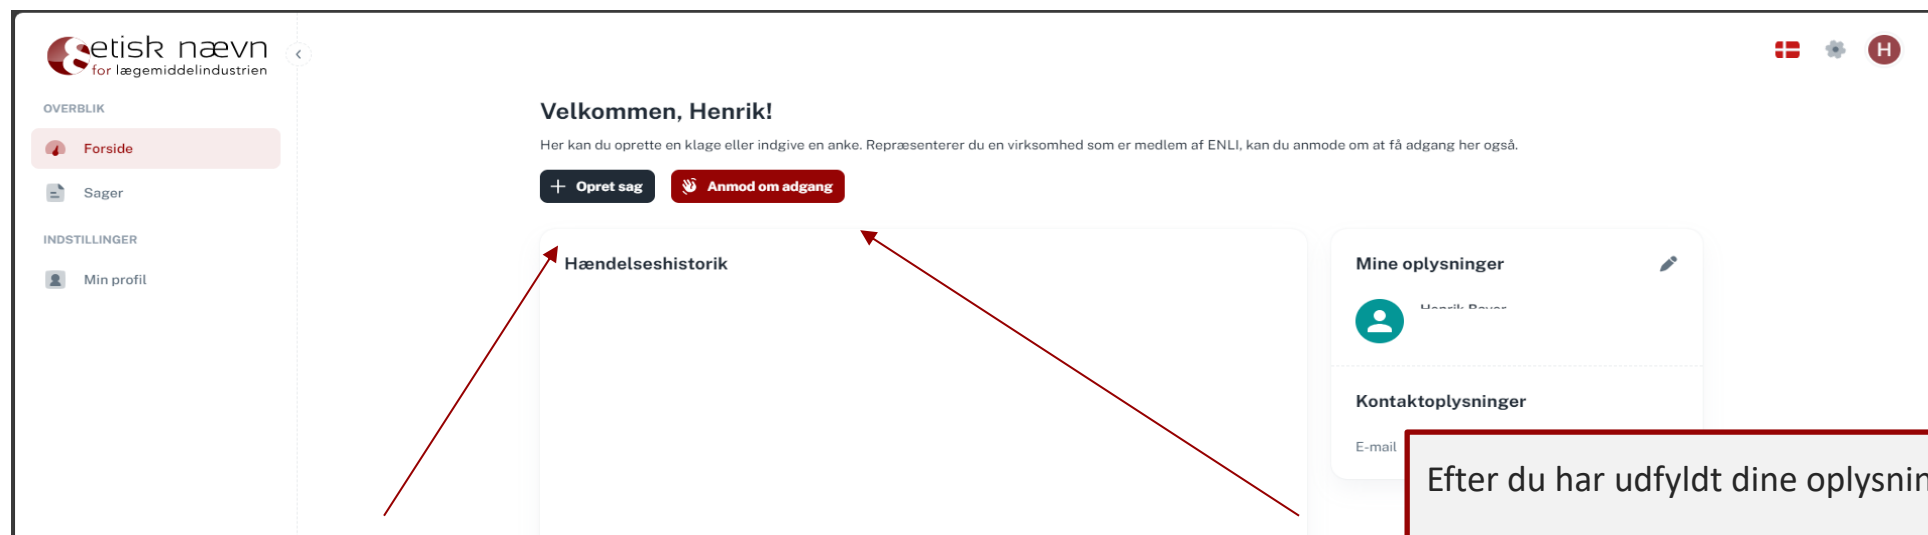 etisk nævn
for lægemiddelindustrien
OVERBLIK
Forside
Sager
INDSTILLINGER
Min profil
H
Velkommen, Henrik!
Her kan du oprette en klage eller indgive en anke. Repræsenterer du en virksomhed som er medlem af ENLI, kan du anmode om at få adgang her også.
Opret sag
Anmod om adgang
Hændelseshistorik
Mine oplysninger
Henrik
Kontaktoplysninger
E-mail
Efter du har udfyldt dine